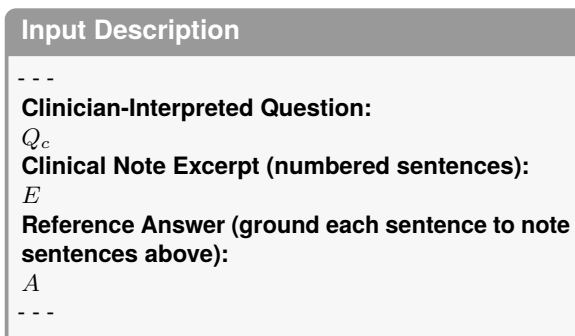 Input Description
- - -
Clinician-Interpreted Question:
Q_c
Clinical Note Excerpt (numbered sentences):
E
Reference Answer (ground each sentence to note
sentences above):
A
- - -